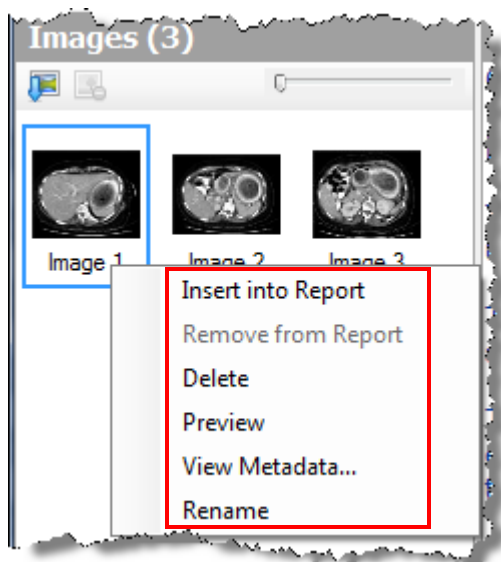 Images (3)
Image 1
Image 2
Image 3
Insert into Report
Remove from Report
Delete
Preview
View Metadata...
Rename